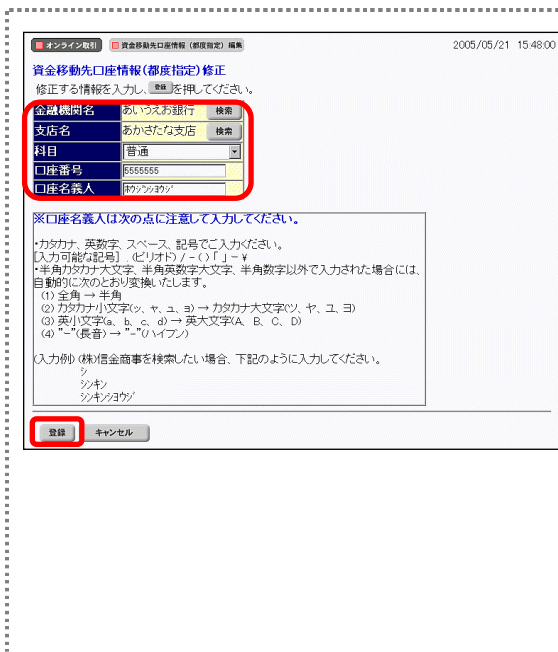 オンライン取引 資金移動先口座情報（都度指定）編集 2005/05/21 15:48:00
資金移動先口座情報(都度指定)修正
修正する情報を入力し、登録を押してください。
金融機関名 あいうえお銀行 検索
支店名 あかさたな支店 検索
科目 普通
口座番号 5555555
口座名義人 ホウシンシヨウジ
※口座名義人は次の点に注意して入力してください。
・カタカナ、英数字、スペース、記号でご入力ください。
[入力可能な記号] .(ピリオド) / - ( ) 「 」 - ¥
・半角カタカナ大文字、半角英数字大文字、半角数字以外で入力された場合には、
自動的に次のとおり変換いたします。
(1) 全角 → 半角
(2) カタカナ小文字(ッ、ャ、ュ、ョ) → カタカナ大文字(ツ、ヤ、ユ、ヨ)
(3) 英小文字(a、b、c、d) → 英大文字(A、B、C、D)
(4) "ー"(長音) → "-"(ハイフン)
(入力例) (株)信金商事を検索したい場合、下記のように入力してください。
シ
シンキン
シンキンショウジ
登録 キャンセル